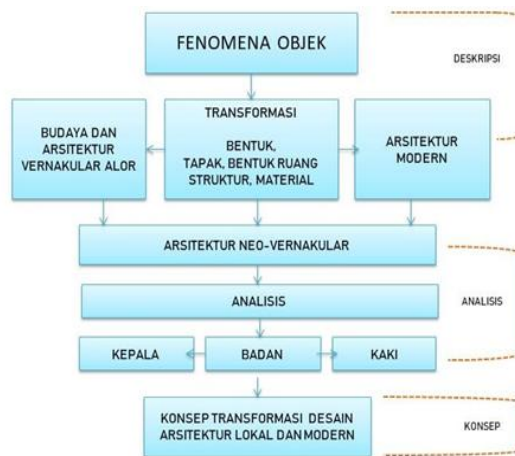 FENOMENA OBJEK
DESKRIPSI
BUDAYA DAN
ARSITEKTUR
VERNAKULAR ALOR
TRANSFORMASI
BENTUK,
TAPAK, BENTUK RUANG
STRUKTUR, MATERIAL
ARSITEKTUR
MODERN
ARSITEKTUR NEO-VERNAKULAR
ANALISIS
ANALISIS
KEPALA
BADAN
KAKI
KONSEP TRANSFORMASI DESAIN
ARSITEKTUR LOKAL DAN MODERN
KONSEP